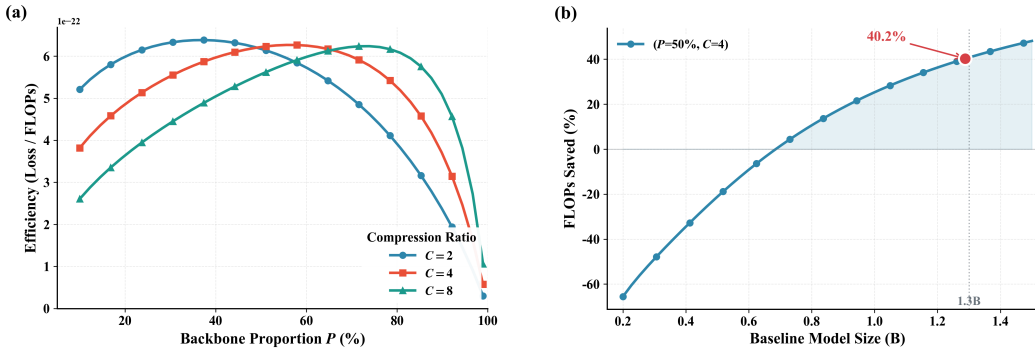 (a)
1e−22
6
5
4
3
2
1
0
Efficiency (Loss / FLOPs)
20
40
60
80
100
Backbone Proportion P (%)
Compression Ratio
C = 2
C = 4
C = 8
(b)
(P=50%, C=4)
40.2%
40
20
0
-20
-40
-60
FLOPs Saved (%)
1.3B
0.2
0.4
0.6
0.8
1.0
1.2
1.4
Baseline Model Size (B)